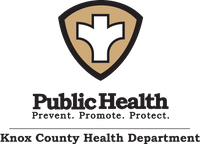 Public Health
Prevent. Promote. Protect.
Knox County Health Department